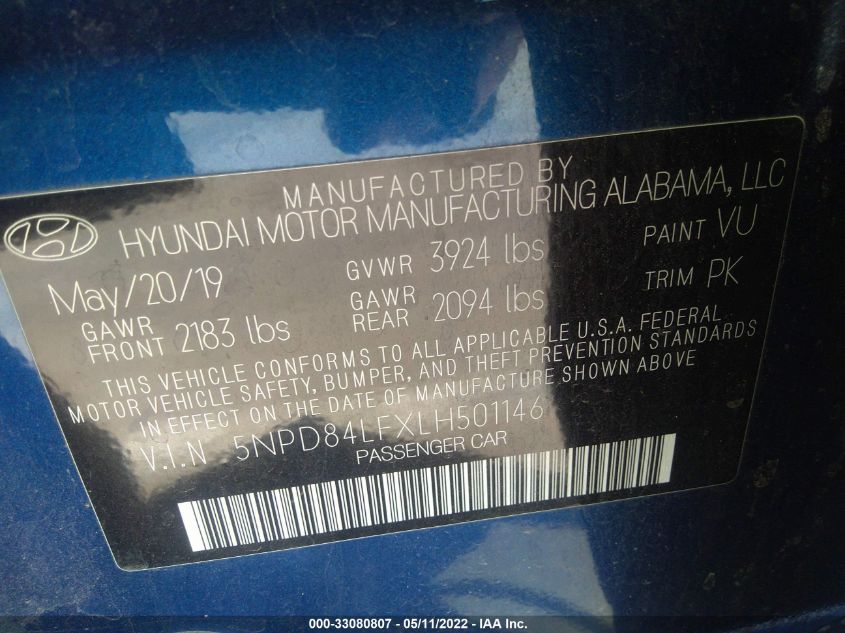 MANUFACTURED BY
HYUNDAI MOTOR MANUFACTURING ALABAMA, LLC
May/20/19 GVWR 3924 lbs PAINT VU
GAWR FRONT 2183 lbs GAWR REAR 2094 lbs TRIM PK
THIS VEHICLE CONFORMS TO ALL APPLICABLE U.S.A. FEDERAL
MOTOR VEHICLE SAFETY, BUMPER, AND THEFT PREVENTION STANDARDS
IN EFFECT ON THE DATE OF MANUFACTURE SHOWN ABOVE
V.I.N 5NPD84LFXLH501146
PASSENGER CAR
000-33080807 - 05/11/2022 - IAA Inc.